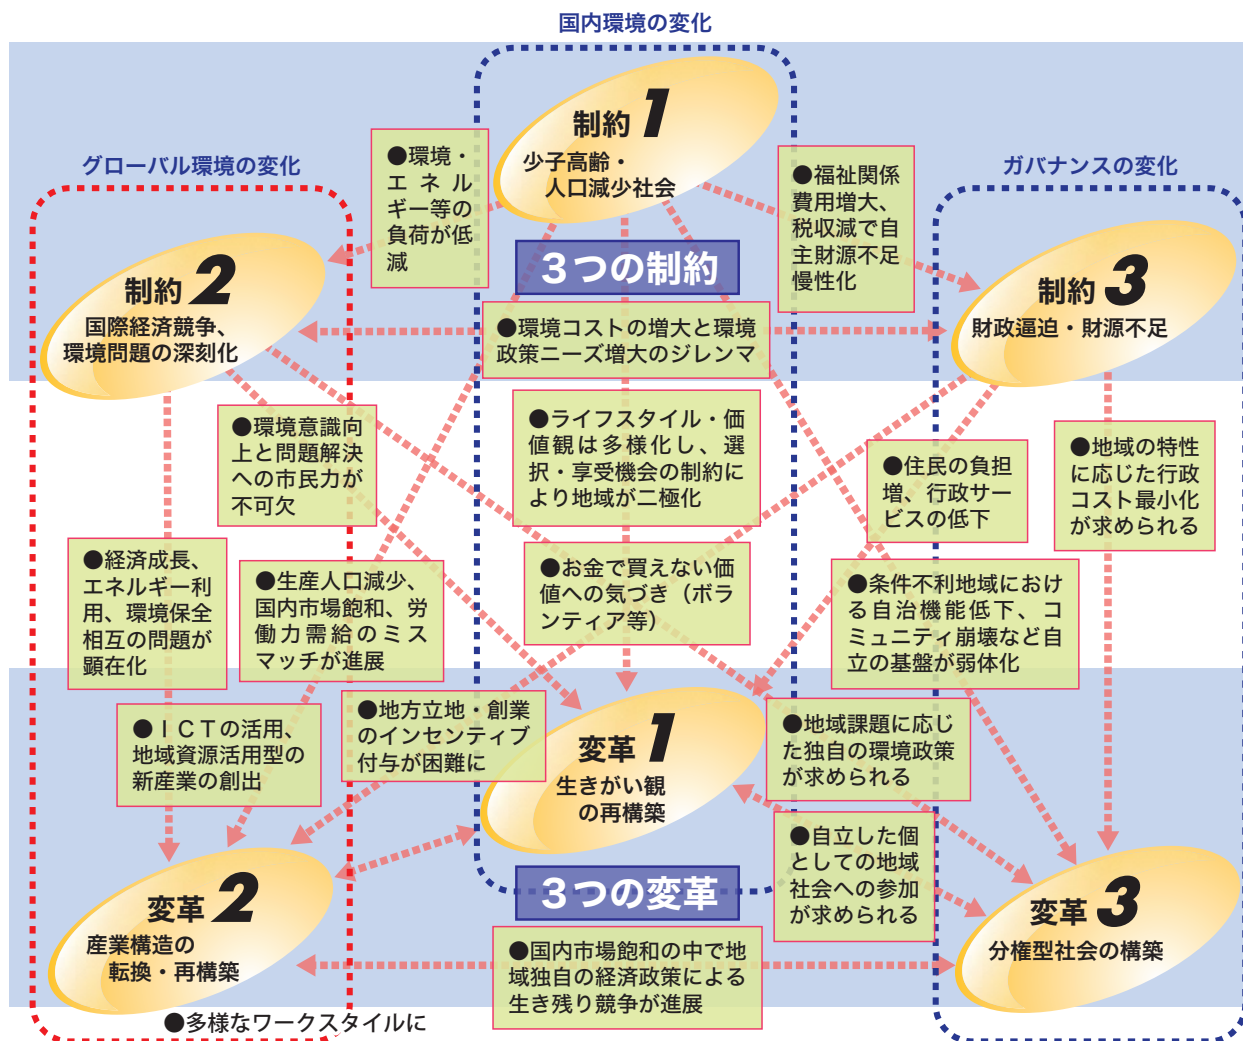 国内環境の変化
制約 1
少子高齢・
人口減少社会
グローバル環境の変化
ガバナンスの変化
●環境・
エネル
ギー等の
負荷が低
減
●福祉関係
費用増大、
税収減で自
主財源不足
慢性化
3つの制約
制約 2
国際経済競争、
環境問題の深刻化
制約 3
財政逼迫・財源不足
●環境コストの増大と環境
政策ニーズ増大のジレンマ
●環境意識向
上と問題解決
への市民力が
不可欠
●ライフスタイル・価
値観は多様化し、選
択・享受機会の制約に
より地域が二極化
●住民の負担
増、行政サー
ビスの低下
●地域の特性
に応じた行政
コスト最小化
が求められる
●経済成長、
エネルギー利
用、環境保全
相互の問題が
顕在化
●生産人口減少、
国内市場飽和、労
働力需給のミス
マッチが進展
●お金で買えない価
値への気づき（ボラ
ンティア等）
●条件不利地域におけ
る自治機能低下、コ
ミュニティ崩壊など自
立の基盤が弱体化
●ＩＣＴの活用、
地域資源活用型の
新産業の創出
●地方立地・創業
のインセンティブ
付与が困難に
変革 1
生きがい観
の再構築
●地域課題に応じ
た独自の環境政策
が求められる
●自立した個
としての地域
社会への参加
が求められる
3つの変革
変革 2
産業構造の
転換・再構築
変革 3
分権型社会の構築
●国内市場飽和の中で地
域独自の経済政策による
生き残り競争が進展
●多様なワークスタイルに